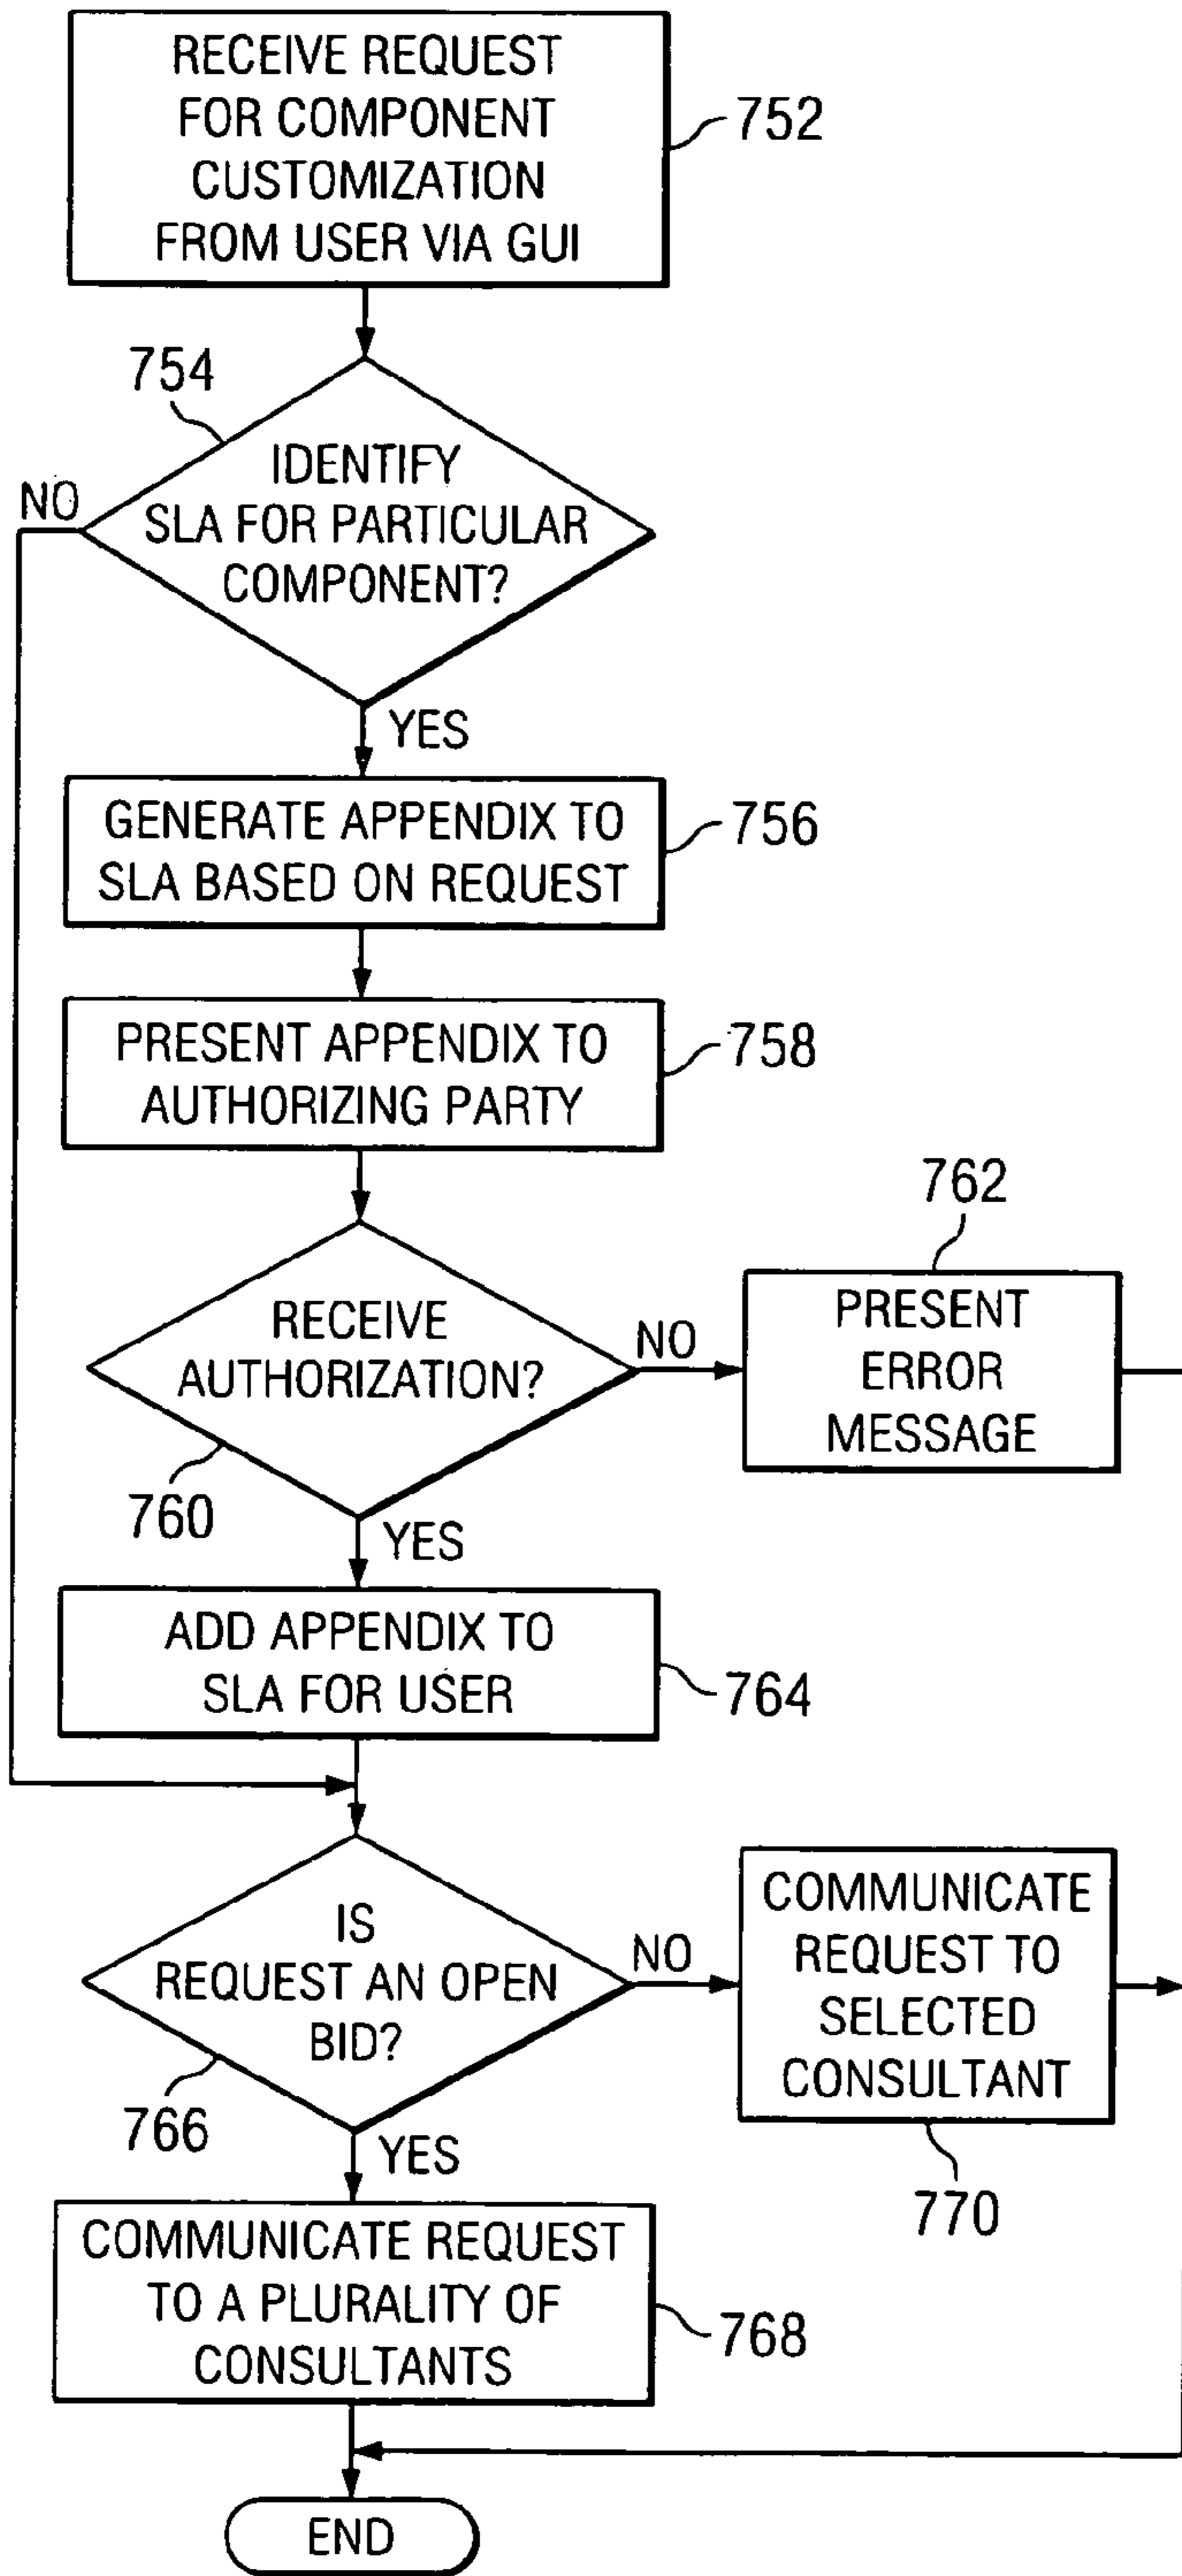 RECEIVE REQUEST
FOR COMPONENT
CUSTOMIZATION
FROM USER VIA GUI
752
754
IDENTIFY
SLA FOR PARTICULAR
COMPONENT?
NO
YES
GENERATE APPENDIX TO
SLA BASED ON REQUEST
756
PRESENT APPENDIX TO
AUTHORIZING PARTY
758
RECEIVE
AUTHORIZATION?
760
NO
762
PRESENT
ERROR
MESSAGE
YES
ADD APPENDIX TO
SLA FOR USER
764
IS
REQUEST AN OPEN
BID?
766
NO
COMMUNICATE
REQUEST TO
SELECTED
CONSULTANT
770
YES
COMMUNICATE REQUEST
TO A PLURALITY OF
CONSULTANTS
768
END